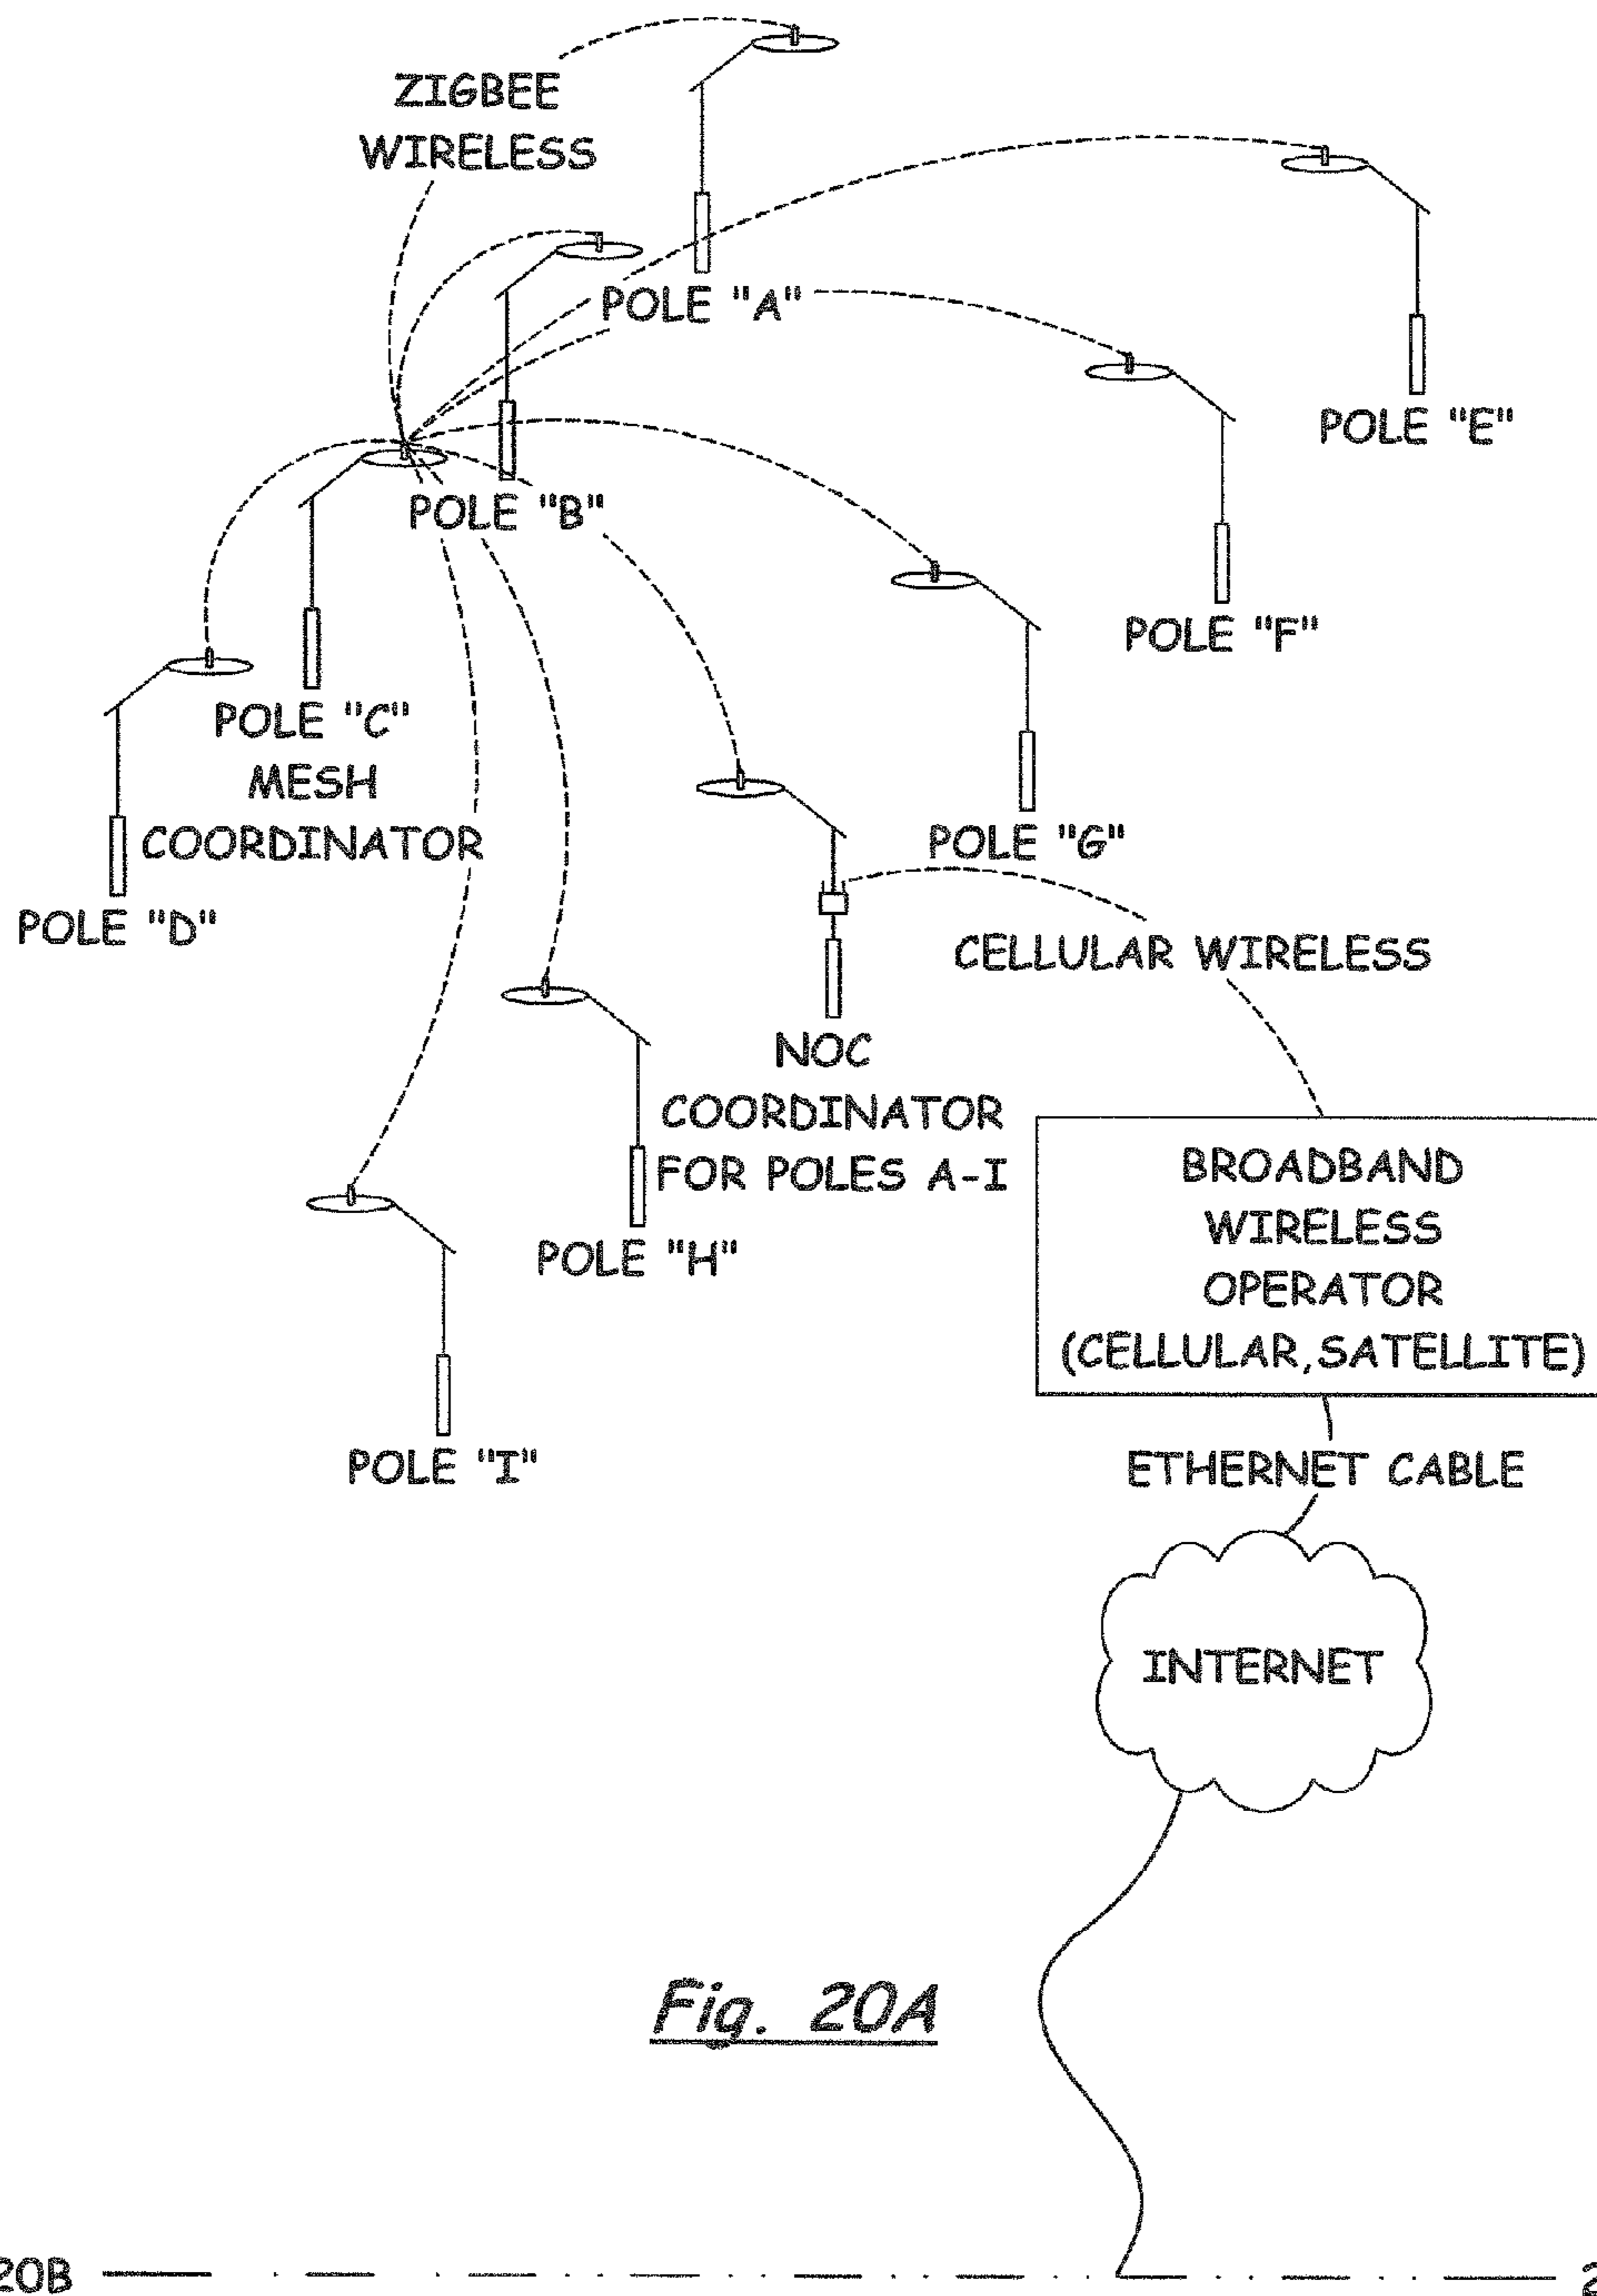 ZIGBEE
WIRELESS
POLE "A"
POLE "E"
POLE "B"
POLE "F"
POLE "C"
MESH
COORDINATOR
POLE "G"
POLE "D"
CELLULAR WIRELESS
NOC
COORDINATOR
FOR POLES A-I
BROADBAND
WIRELESS
OPERATOR
(CELLULAR,SATELLITE)
POLE "H"
POLE "I"
ETHERNET CABLE
INTERNET
Fig. 20A
20B